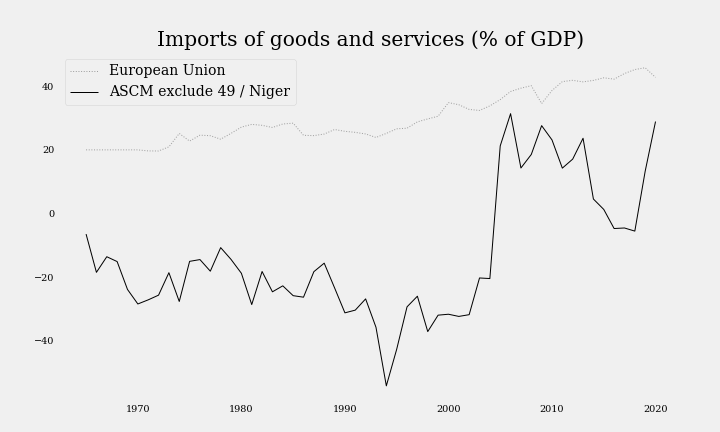 Imports of goods and services (% of GDP)
European Union
ASCM exclude 49 / Niger
40
20
0
−20
−40
1970 1980 1990 2000 2010 2020